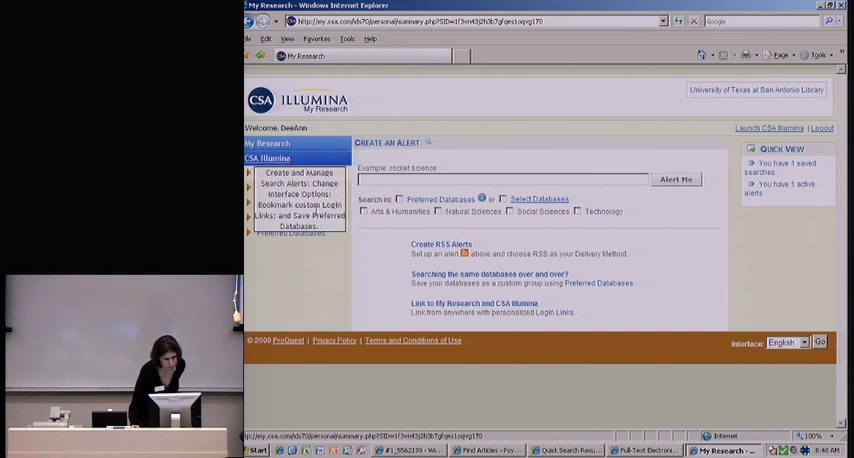 My Research - Windows Internet Explorer
http://my.csa.com/ids70/personal/summary.php?SID=1f3vm43j2h3b7gfqes1oqvg170
Google
Edit View Favorites Tools Help
My Research
Page Tools
CSA ILLUMINA
My Research
University of Texas at San Antonio Library
Welcome, DeeAnn
Launch CSA Illumina | Logout
My Research
CSA Illumina
Create and Manage
Search Alerts; Change
Interface Options;
Bookmark custom Login
Links; and Save Preferred
Databases.
Preferred Databases
CREATE AN ALERT
Example: rocket science
Alert Me
Search in: Preferred Databases or Select Databases
Arts & Humanities Natural Sciences Social Sciences Technology
Create RSS Alerts
Set up an alert above and choose RSS as your Delivery Method.
Searching the same databases over and over?
Save your databases as a custom group using Preferred Databases.
Link to My Research and CSA Illumina
Link from anywhere with personalized Login Links.
QUICK VIEW
You have 1 saved
searches.
You have 1 active
alerts.
© 2009 ProQuest | Privacy Policy | Terms and Conditions of Use
Interface: English Go
Internet 100%
Start #1_5562139 - M... Find Articles - Psy... Quick Search Resu... Full-Text Electroni... My Research - ... 8:48 AM